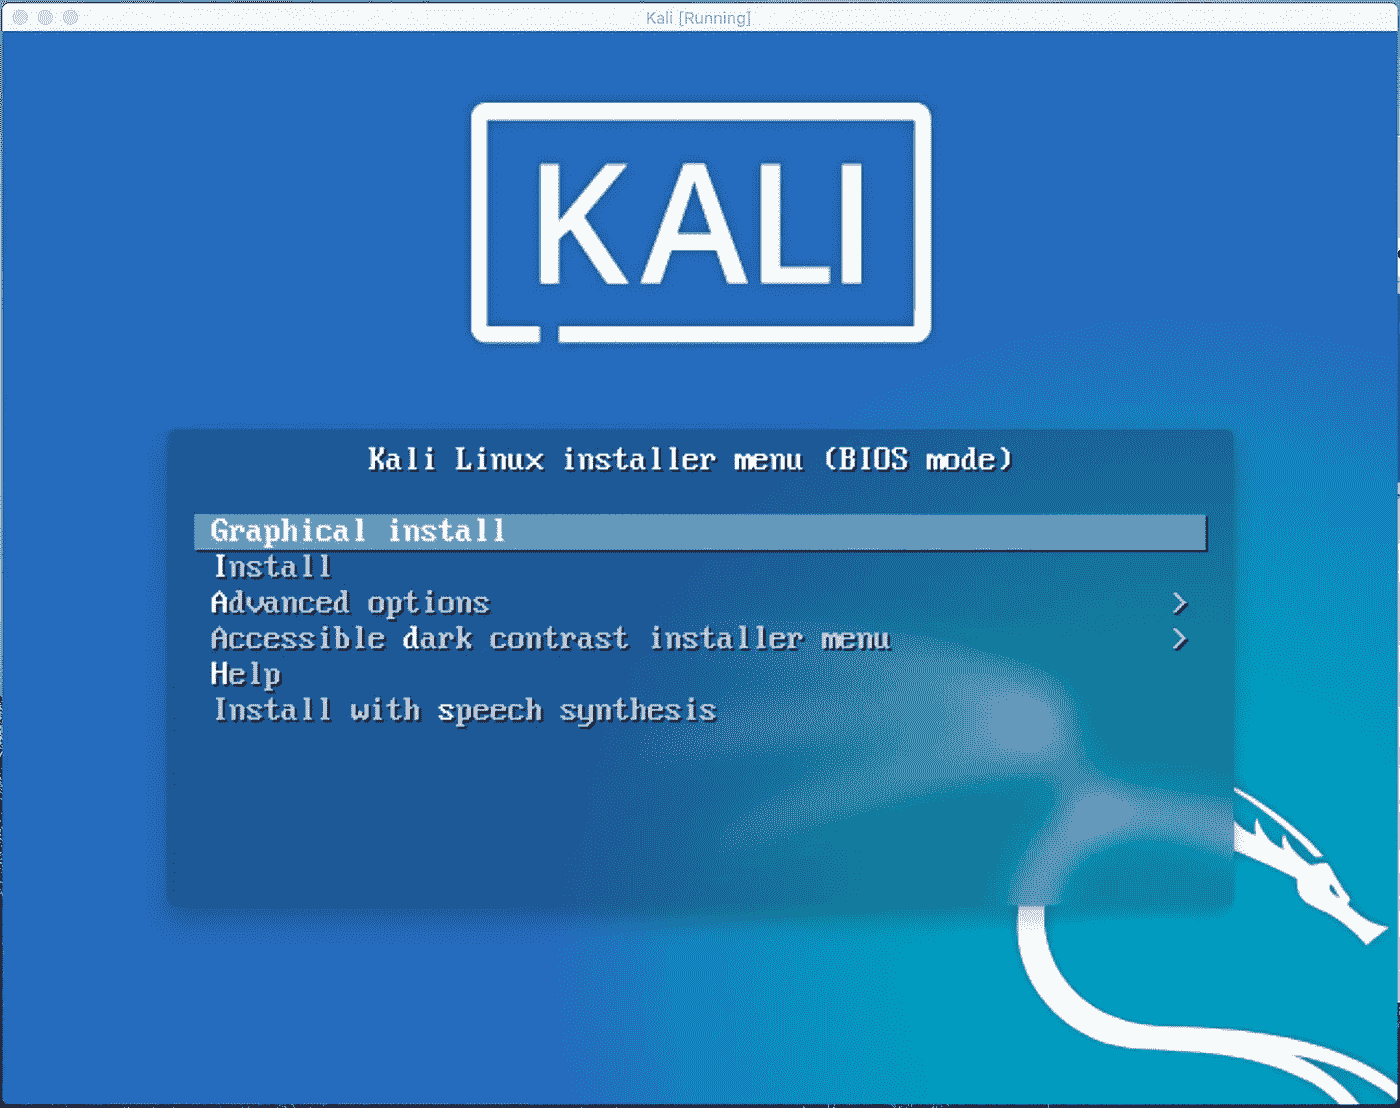 Kali [Running]
KALI
Kali Linux installer menu (BIOS mode)
Graphical install
Install
Advanced options >
Accessible dark contrast installer menu >
Help
Install with speech synthesis